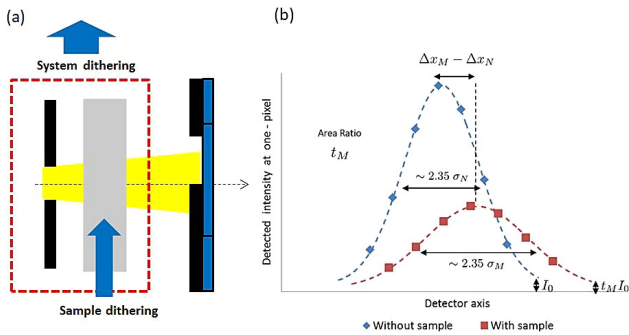 (a)
System dithering
Sample dithering
(b)
Δx_M − Δx_N
Area Ratio
t_M
~ 2.35 σ_N
~ 2.35 σ_M
I_0
t_M I_0
Detected intensity at one-pixel
Detector axis
Without sample
With sample